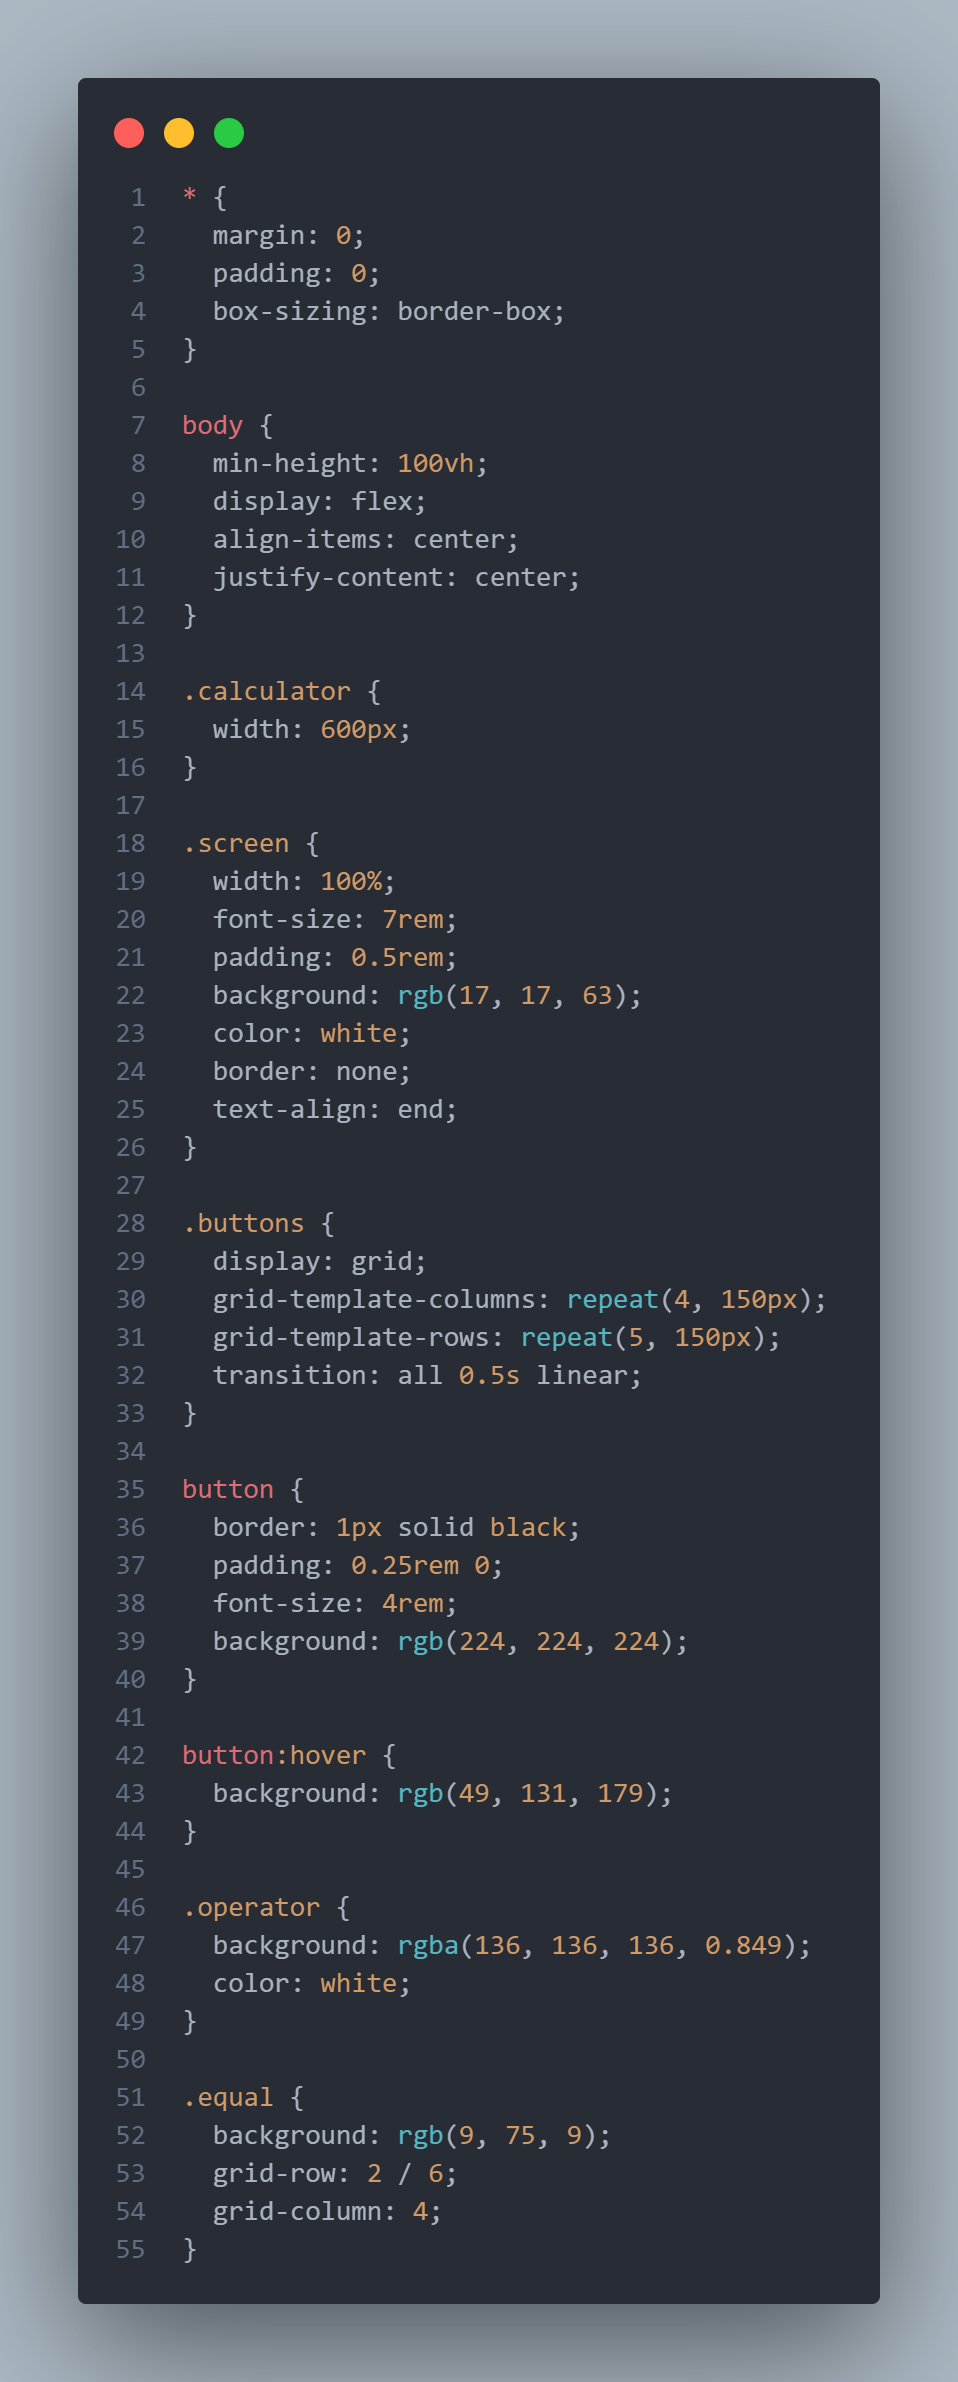 1 * {
2   margin: 0;
3   padding: 0;
4   box-sizing: border-box;
5 }
6
7 body {
8   min-height: 100vh;
9   display: flex;
10   align-items: center;
11   justify-content: center;
12 }
13
14 .calculator {
15   width: 600px;
16 }
17
18 .screen {
19   width: 100%;
20   font-size: 7rem;
21   padding: 0.5rem;
22   background: rgb(17, 17, 63);
23   color: white;
24   border: none;
25   text-align: end;
26 }
27
28 .buttons {
29   display: grid;
30   grid-template-columns: repeat(4, 150px);
31   grid-template-rows: repeat(5, 150px);
32   transition: all 0.5s linear;
33 }
34
35 button {
36   border: 1px solid black;
37   padding: 0.25rem 0;
38   font-size: 4rem;
39   background: rgb(224, 224, 224);
40 }
41
42 button:hover {
43   background: rgb(49, 131, 179);
44 }
45
46 .operator {
47   background: rgba(136, 136, 136, 0.849);
48   color: white;
49 }
50
51 .equal {
52   background: rgb(9, 75, 9);
53   grid-row: 2 / 6;
54   grid-column: 4;
55 }